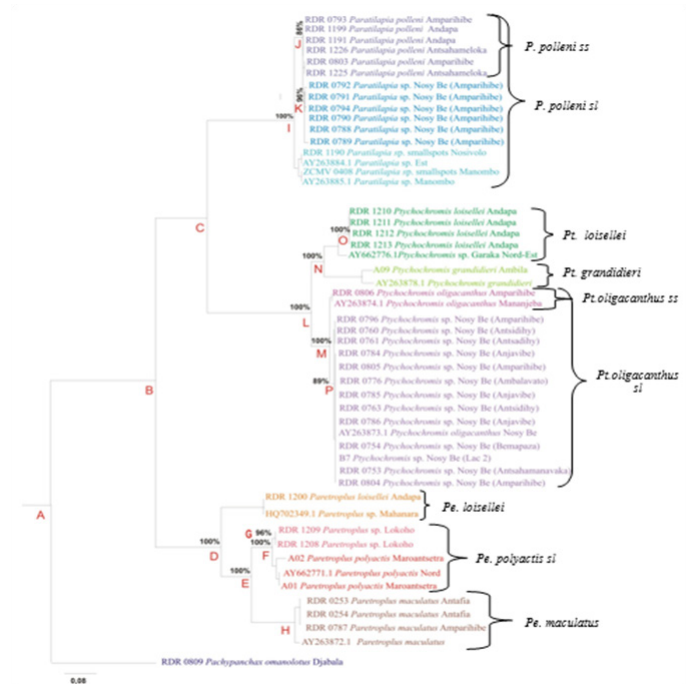 RDR 0793 Paratilapia polleni Amparihibe
RDR 1199 Paratilapia polleni Andapa
RDR 1191 Paratilapia polleni Andapa
RDR 1226 Paratilapia polleni Antsahameloka
RDR 0803 Paratilapia polleni Amparihibe
RDR 1225 Paratilapia polleni Antsahameloka
86%
J
P. polleni ss
RDR 0792 Paratilapia sp. Nosy Be (Amparihibe)
RDR 0791 Paratilapia sp. Nosy Be (Amparihibe)
RDR 0794 Paratilapia sp. Nosy Be (Amparihibe)
RDR 0790 Paratilapia sp. Nosy Be (Amparihibe)
RDR 0788 Paratilapia sp. Nosy Be (Amparihibe)
RDR 0789 Paratilapia sp. Nosy Be (Amparihibe)
96%
K
P. polleni sl
100%
I
RDR 1190 Paratilapia sp. smallspots Nosivolo
AY263884.1 Paratilapia sp. Est
ZCMV 0408 Paratilapia sp. smallspots Manombo
AY263885.1 Paratilapia sp. Manombo
C
RDR 1210 Ptychochromis loisellei Andapa
RDR 1211 Ptychochromis loisellei Andapa
RDR 1212 Ptychochromis loisellei Andapa
RDR 1213 Ptychochromis loisellei Andapa
AY662776.1Ptychochromis sp. Garaka Nord-Est
100%
O
Pt. loisellei
100%
N
A09 Ptychochromis grandidieri Ambila
AY263878.1 Ptychochromis grandidieri
Pt. grandidieri
RDR 0806 Ptychochromis oligacanthus Amparihibe
AY263874.1 Ptychochromis oligacanthus Mananjeba
Pt.oligacanthus ss
100%
L
100%
M
RDR 0796 Ptychochromis sp. Nosy Be (Amparihibe)
RDR 0760 Ptychochromis sp. Nosy Be (Antsidihy)
RDR 0761 Ptychochromis sp. Nosy Be (Antsadihy)
RDR 0784 Ptychochromis sp. Nosy Be (Anjavibe)
RDR 0805 Ptychochromis sp. Nosy Be (Amparihibe)
RDR 0776 Ptychochromis sp. Nosy Be (Ambalavato)
RDR 0785 Ptychochromis sp. Nosy Be (Anjavibe)
RDR 0763 Ptychochromis sp. Nosy Be (Antsidihy)
RDR 0786 Ptychochromis sp. Nosy Be (Anjavibe)
AY263873.1 Ptychochromis oligacanthus Nosy Be
RDR 0754 Ptychochromis sp. Nosy Be (Bemapaza)
B7 Ptychochromis sp. Nosy Be (Lac 2)
RDR 0753 Ptychochromis sp. Nosy Be (Antsahamanavaka)
RDR 0804 Ptychochromis sp. Nosy Be (Amparihibe)
89%
P
Pt.oligacanthus
sl
B
RDR 1200 Paretroplus loisellei Andapa
HQ702349.1 Paretroplus sp. Mahanara
Pe. loisellei
A
100%
D
G 96%
RDR 1209 Paretroplus sp. Lokoho
RDR 1208 Paretroplus sp. Lokoho
100%
F
A02 Paretroplus polyactis Maroantsetra
AY662771.1 Paretroplus polyactis Nord
A01 Paretroplus polyactis Maroantsetra
Pe. polyactis sl
100%
E
RDR 0253 Paretroplus maculatus Antafia
RDR 0254 Paretroplus maculatus Antafia
RDR 0787 Paretroplus maculatus Amparihibe
AY263872.1 Paretroplus maculatus
H
Pe. maculatus
RDR 0809 Pachypanchax omanolotus Djabala
0.08